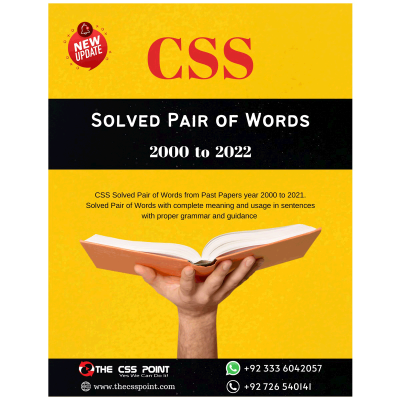 NEW
UPDATE
CSS
SOLVED PAIR OF WORDS
2000 to 2022
CSS Solved Pair of Words from Past Papers year 2000 to 2021.
Solved Pair of Words with complete meaning and usage in sentences
with proper grammar and guidance
THE CSS POINT
Yes We Can Do It!
www.thecsspoint.com
+92 333 6042057
+92 726 540141